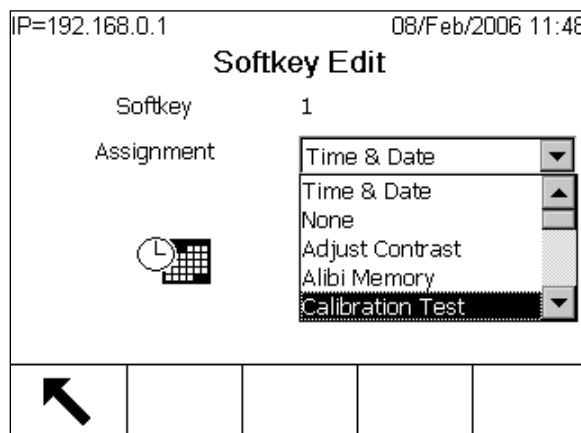 IP=192.168.0.1 08/Feb/2006 11:48
Softkey Edit
Softkey 1
Assignment Time & Date
Time & Date
None
Adjust Contrast
Alibi Memory
Calibration Test